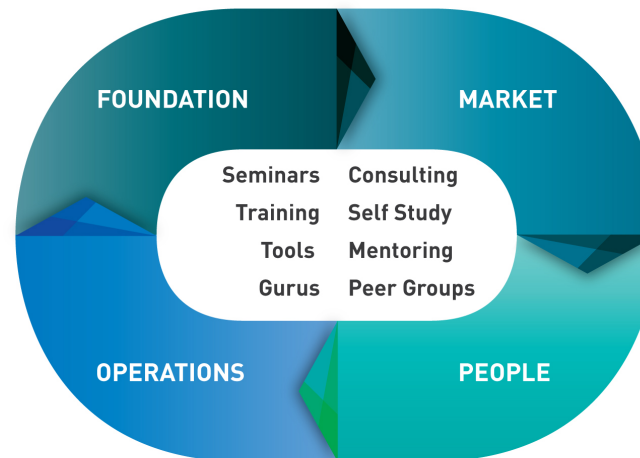 FOUNDATION MARKET
Seminars Consulting
Training Self Study
Tools Mentoring
Gurus Peer Groups
OPERATIONS PEOPLE